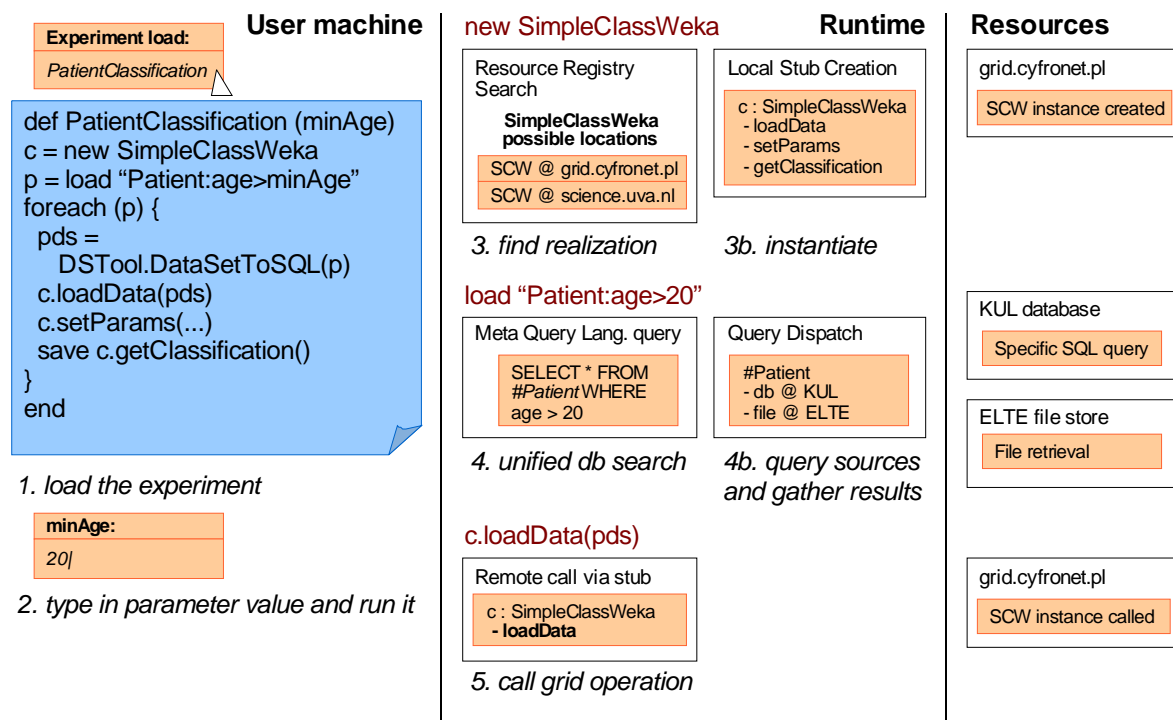 User machine
Experiment load:
PatientClassification
def PatientClassification (minAge)
c = new SimpleClassWeka
p = load “Patient:age>minAge”
foreach (p) {
pds =
DSTool.DataSetToSQL(p)
c.loadData(pds)
c.setParams(...)
save c.getClassification()
}
end
1. load the experiment
minAge:
20|
2. type in parameter value and run it
Runtime
new SimpleClassWeka
Resource Registry
Search
SimpleClassWeka
possible locations
SCW @ grid.cyfronet.pl
SCW @ science.uva.nl
3. find realization
Local Stub Creation
c : SimpleClassWeka
- loadData
- setParams
- getClassification
3b. instantiate
load “Patient:age>20”
Meta Query Lang. query
SELECT * FROM
#Patient WHERE
age > 20
4. unified db search
Query Dispatch
#Patient
- db @ KUL
- file @ ELTE
4b. query sources
and gather results
c.loadData(pds)
Remote call via stub
c : SimpleClassWeka
- loadData
5. call grid operation
Resources
grid.cyfronet.pl
SCW instance created
KUL database
Specific SQL query
ELTE file store
File retrieval
grid.cyfronet.pl
SCW instance called